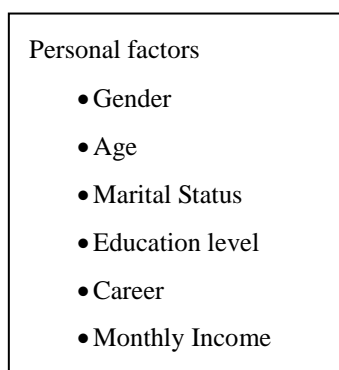 Personal factors
• Gender
• Age
• Marital Status
• Education level
• Career
• Monthly Income